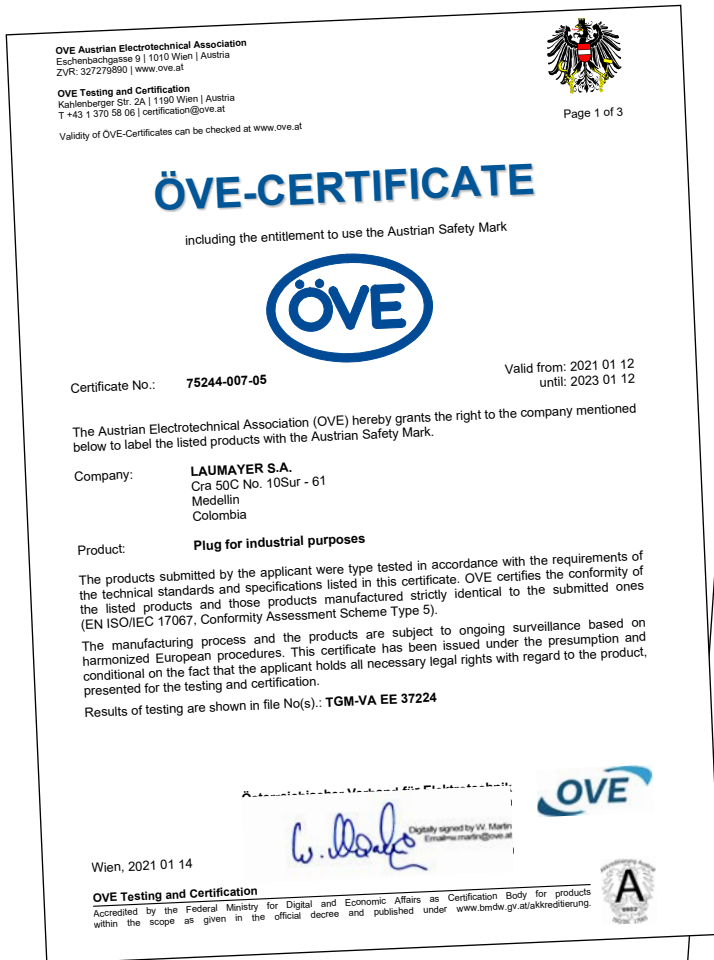 OVE Austrian Electrotechnical Association
Eschenbachgasse 9 | 1010 Wien | Austria
ZVR: 327279890 | www.ove.at
OVE Testing and Certification
Kahlenberger Str. 2A | 1190 Wien | Austria
T +43 1 370 58 06 | certification@ove.at
Validity of ÖVE-Certificates can be checked at www.ove.at
Page 1 of 3
ÖVE-CERTIFICATE
including the entitlement to use the Austrian Safety Mark
ÖVE
Certificate No.: 75244-007-05
Valid from: 2021 01 12
until: 2023 01 12
The Austrian Electrotechnical Association (OVE) hereby grants the right to the company mentioned
below to label the listed products with the Austrian Safety Mark.
Company: LAUMAYER S.A.
Cra 50C No. 10Sur - 61
Medellin
Colombia
Product: Plug for industrial purposes
The products submitted by the applicant were type tested in accordance with the requirements of
the technical standards and specifications listed in this certificate. OVE certifies the conformity of
the listed products and those products manufactured strictly identical to the submitted ones
(EN ISO/IEC 17067, Conformity Assessment Scheme Type 5).
The manufacturing process and the products are subject to ongoing surveillance based on
harmonized European procedures. This certificate has been issued under the presumption and
conditional on the fact that the applicant holds all necessary legal rights with regard to the product,
presented for the testing and certification.
Results of testing are shown in file No(s).: TGM-VA EE 37224
Österreichischer Verband für Elektrotechnik
OVE
W. Martin
Digitally signed by W. Martin
Email=w.martin@ove.at
Wien, 2021 01 14
OVE Testing and Certification
Accredited by the Federal Ministry for Digital and Economic Affairs as Certification Body for products
within the scope as given in the official decree and published under www.bmdw.gv.at/akkreditierung.
A